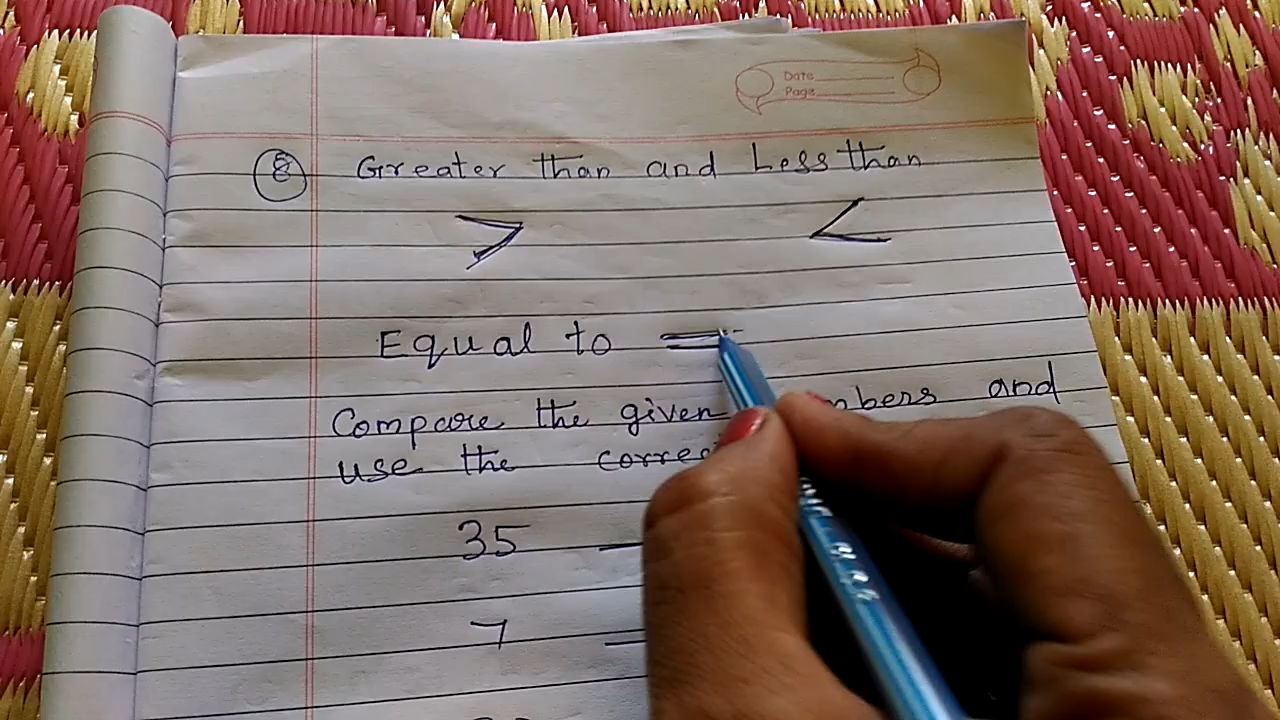 Date
Page
8 Greater than and Less than
> <
Equal to =
Compare the given and
use the
35
7